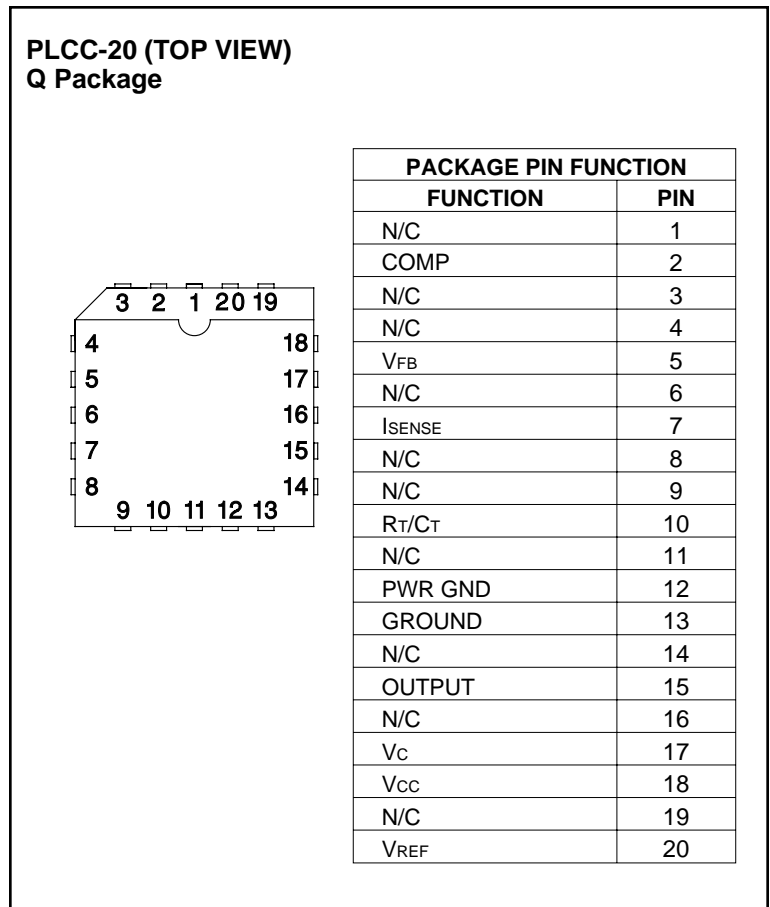 PLCC-20 (TOP VIEW)
Q Package
3 2 1 20 19
4 18
5 17
6 16
7 15
8 14
9 10 11 12 13
PACKAGE PIN FUNCTION
FUNCTION PIN
N/C 1
COMP 2
N/C 3
N/C 4
VFB 5
N/C 6
ISENSE 7
N/C 8
N/C 9
RT/CT 10
N/C 11
PWR GND 12
GROUND 13
N/C 14
OUTPUT 15
N/C 16
VC 17
VCC 18
N/C 19
VREF 20